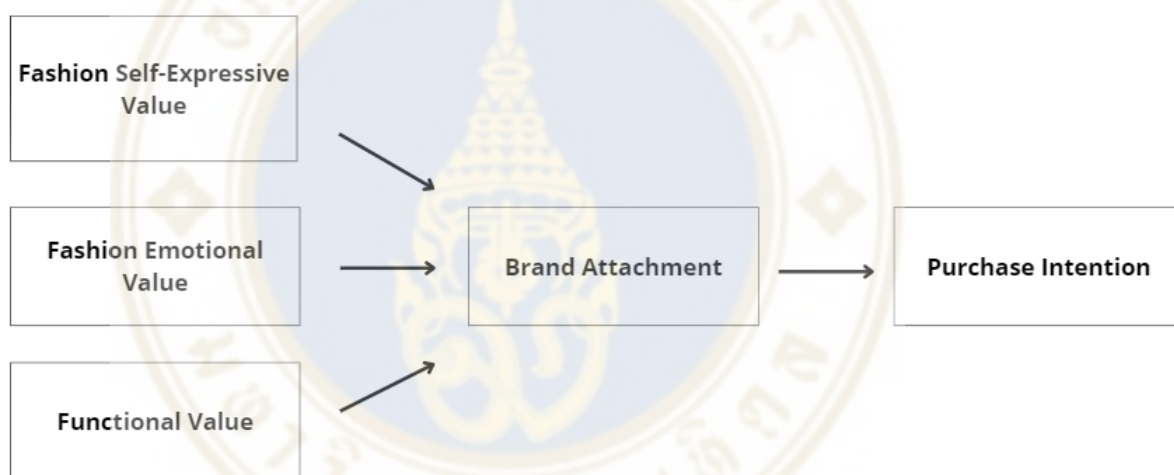 Fashion Self-Expressive
Value
Fashion Emotional
Value
Brand Attachment
Purchase Intention
Functional Value